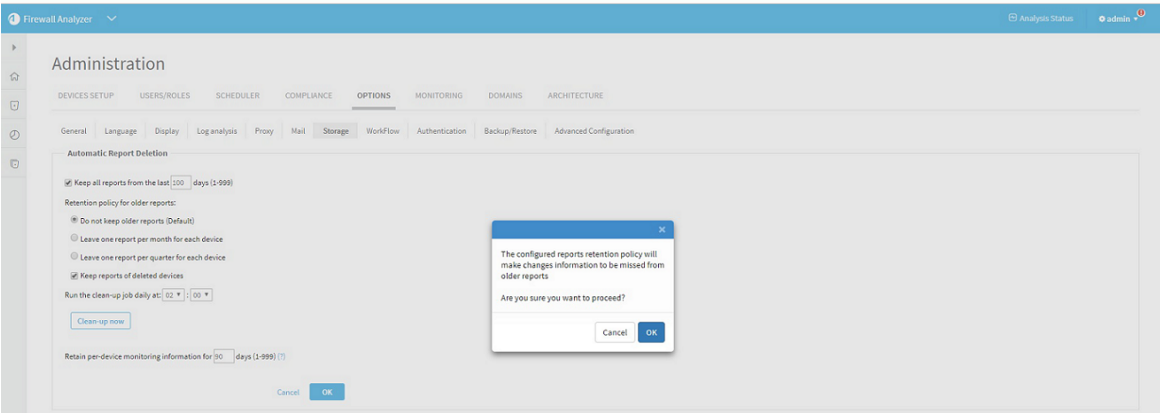 Firewall Analyzer
Analysis Status
admin
Administration
DEVICES SETUP USERS/ROLES SCHEDULER COMPLIANCE OPTIONS MONITORING DOMAINS ARCHITECTURE
General Language Display Log analysis Proxy Mail Storage WorkFlow Authentication Backup/Restore Advanced Configuration
Automatic Report Deletion
Keep all reports from the last 100 days (1-999)
Retention policy for older reports:
Do not keep older reports (Default)
Leave one report per month for each device
Leave one report per quarter for each device
Keep reports of deleted devices
Run the clean-up job daily at: 02 : 00
Clean-up now
Retain per-device monitoring information for 90 days (1-999) (?)
Cancel OK
The configured reports retention policy will
make changes information to be missed from
older reports
Are you sure you want to proceed?
Cancel OK